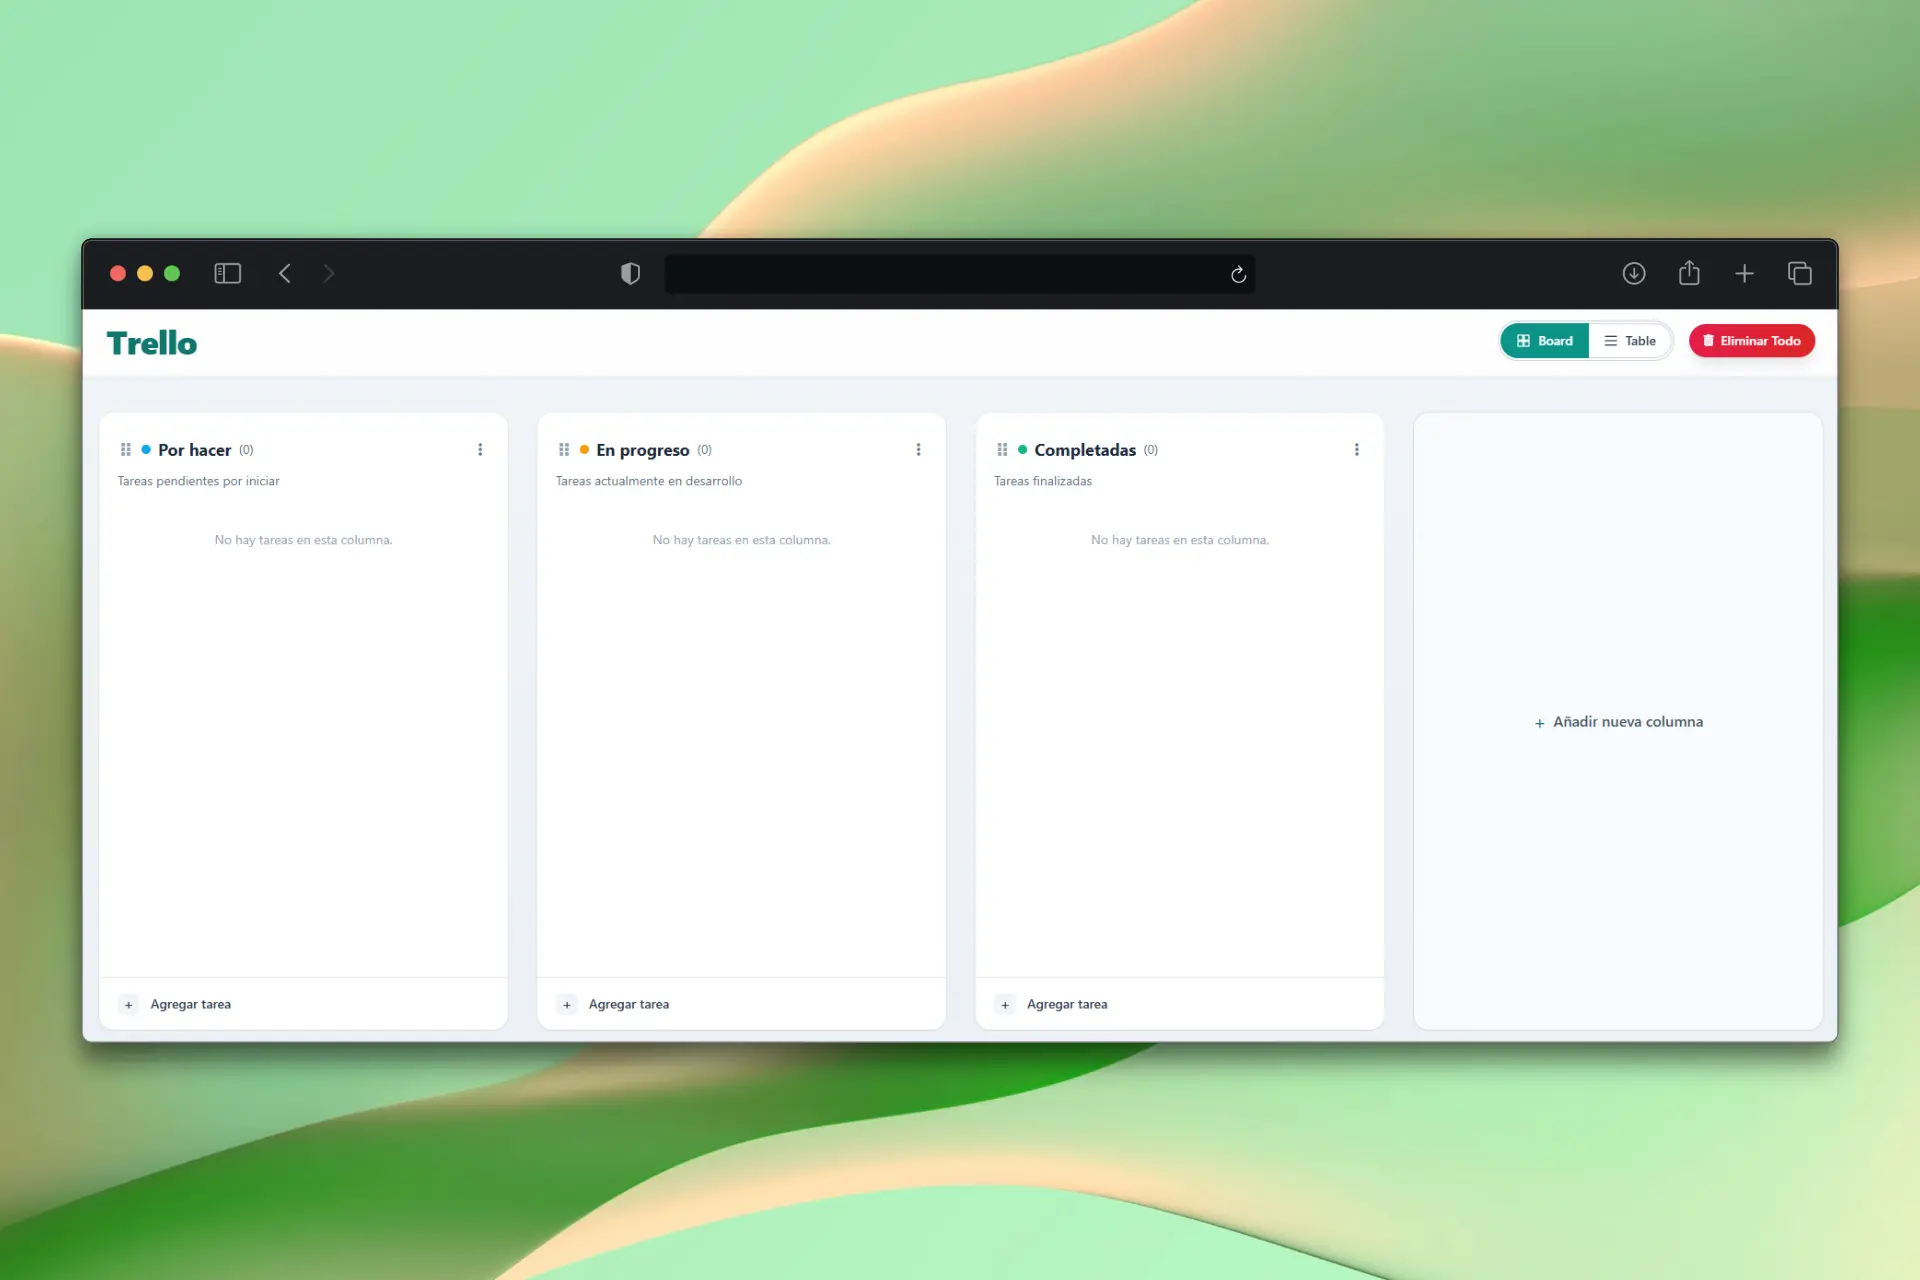 Trello
Board
Table
Eliminar Todo
Por hacer (0)
Tareas pendientes por iniciar
No hay tareas en esta columna.
+ Agregar tarea
En progreso (0)
Tareas actualmente en desarrollo
No hay tareas en esta columna.
+ Agregar tarea
Completadas (0)
Tareas finalizadas
No hay tareas en esta columna.
+ Agregar tarea
+ Añadir nueva columna